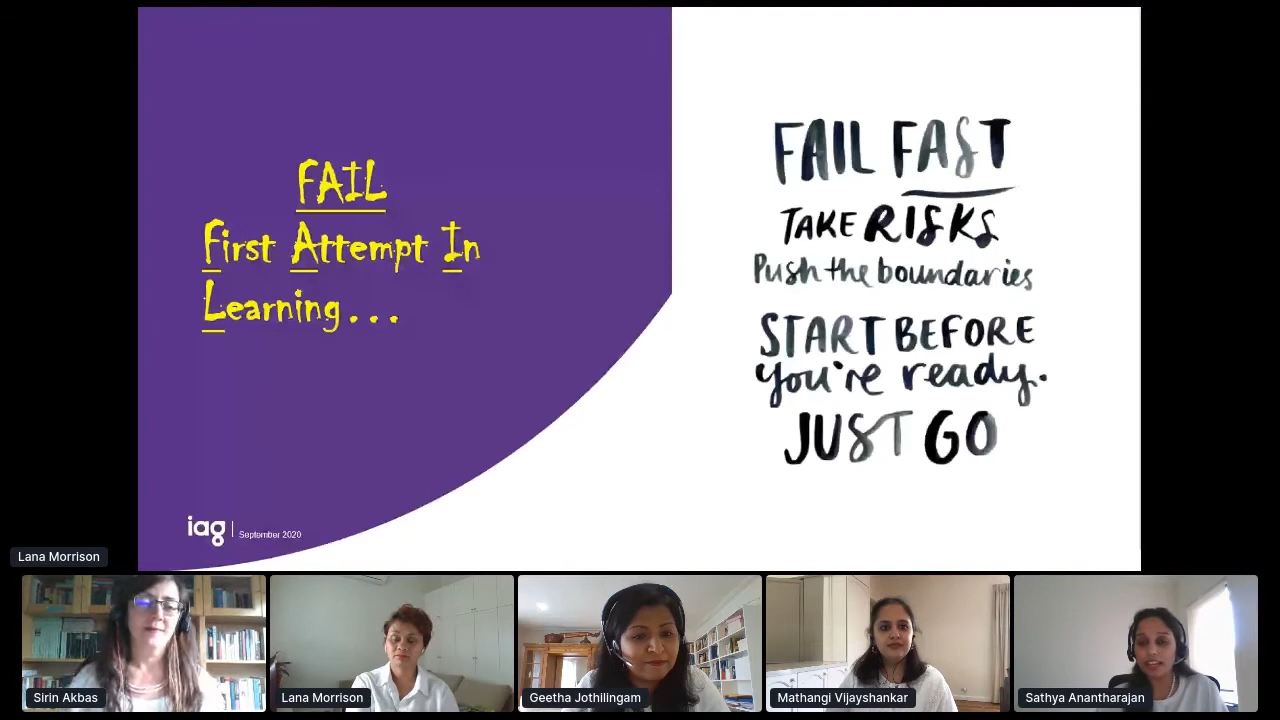 FAIL
First Attempt In
Learning...
FAIL FAST
TAKE RISKS
Push the boundaries
START BEFORE
you're ready.
JUST GO
iag
September 2020
Lana Morrison
Sirin Akbas
Lana Morrison
Geetha Jothilingam
Mathangi Vijayshankar
Sathya Anantharajan